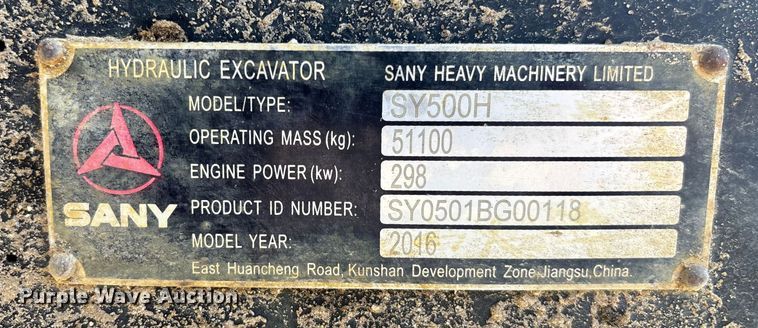 HYDRAULIC EXCAVATOR SANY HEAVY MACHINERY LIMITED
MODEL/TYPE: SY500H
OPERATING MASS (kg): 51100
ENGINE POWER (kw): 298
PRODUCT ID NUMBER: SY0501BG00118
MODEL YEAR: 2016
SANY
East Huancheng Road, Kunshan Development Zone,Jiangsu,China.
Purple Wave Auction